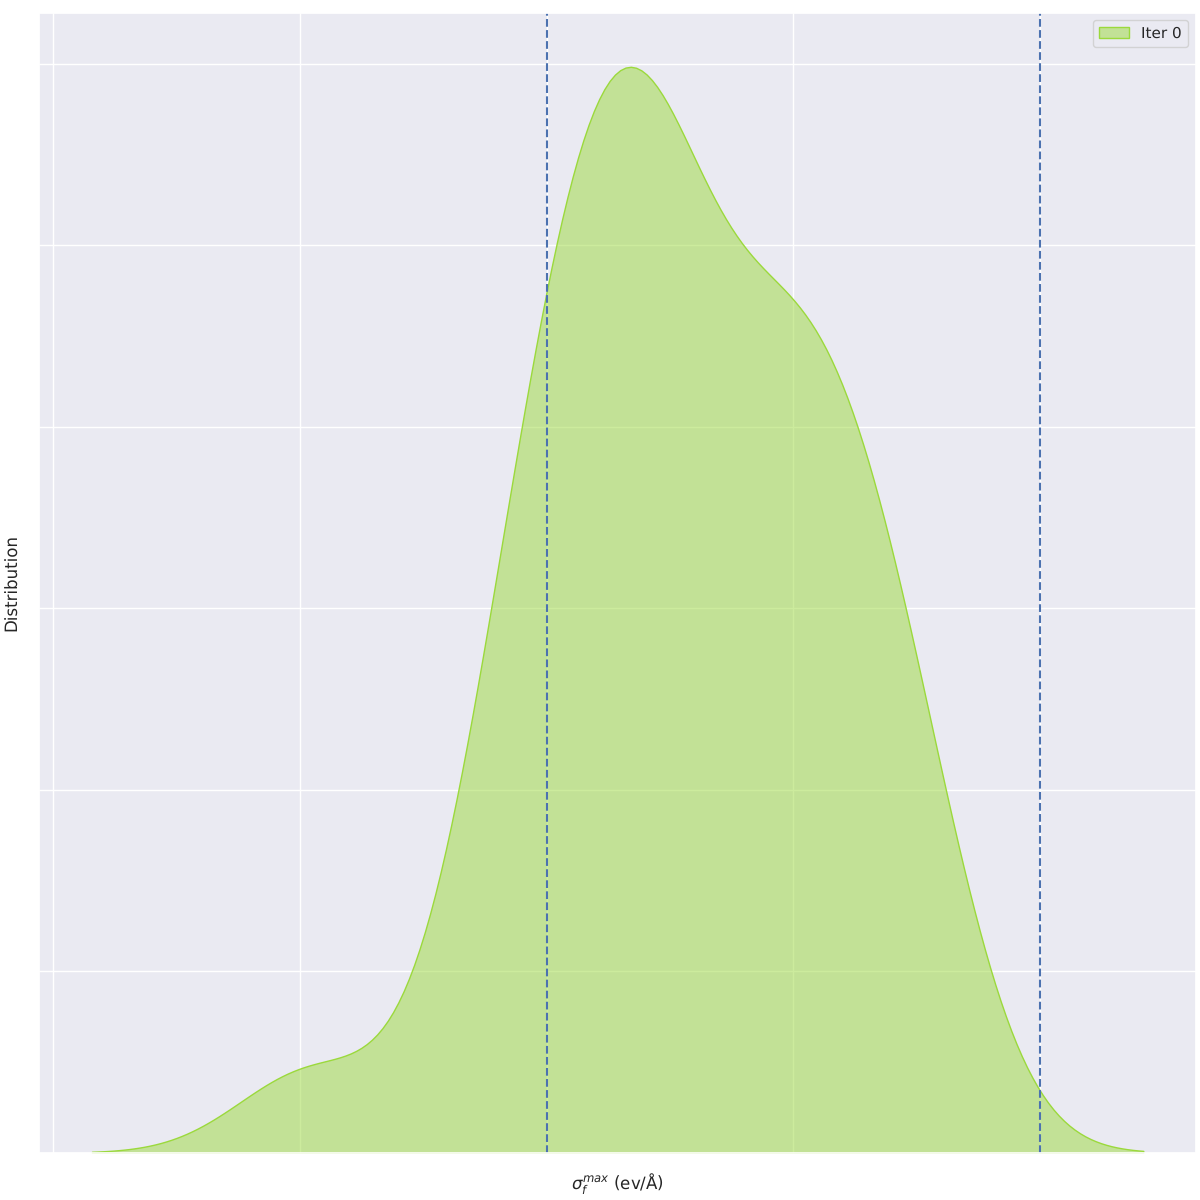 Iter 0
Distribution
σ_f^{max} (ev/Å)